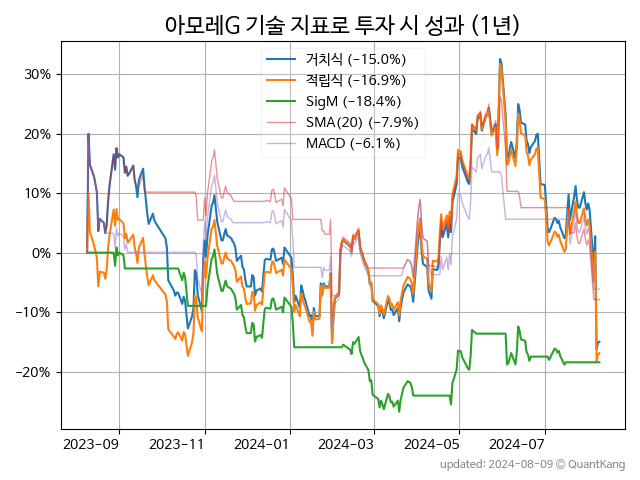 아모레G 기술 지표로 투자 시 성과 (1년)
거치식 (−15.0%)
적립식 (−16.9%)
SigM (−18.4%)
SMA(20) (−7.9%)
MACD (−6.1%)
30%
20%
10%
0%
−10%
−20%
2023-09 2023-11 2024-01 2024-03 2024-05 2024-07
updated: 2024-08-09 © QuantKang